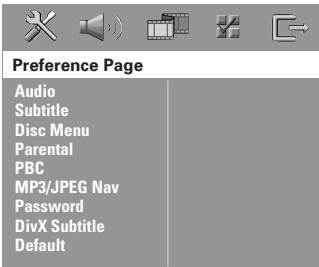 Preference Page
Audio
Subtitle
Disc Menu
Parental
PBC
MP3/JPEG Nav
Password
DivX Subtitle
Default